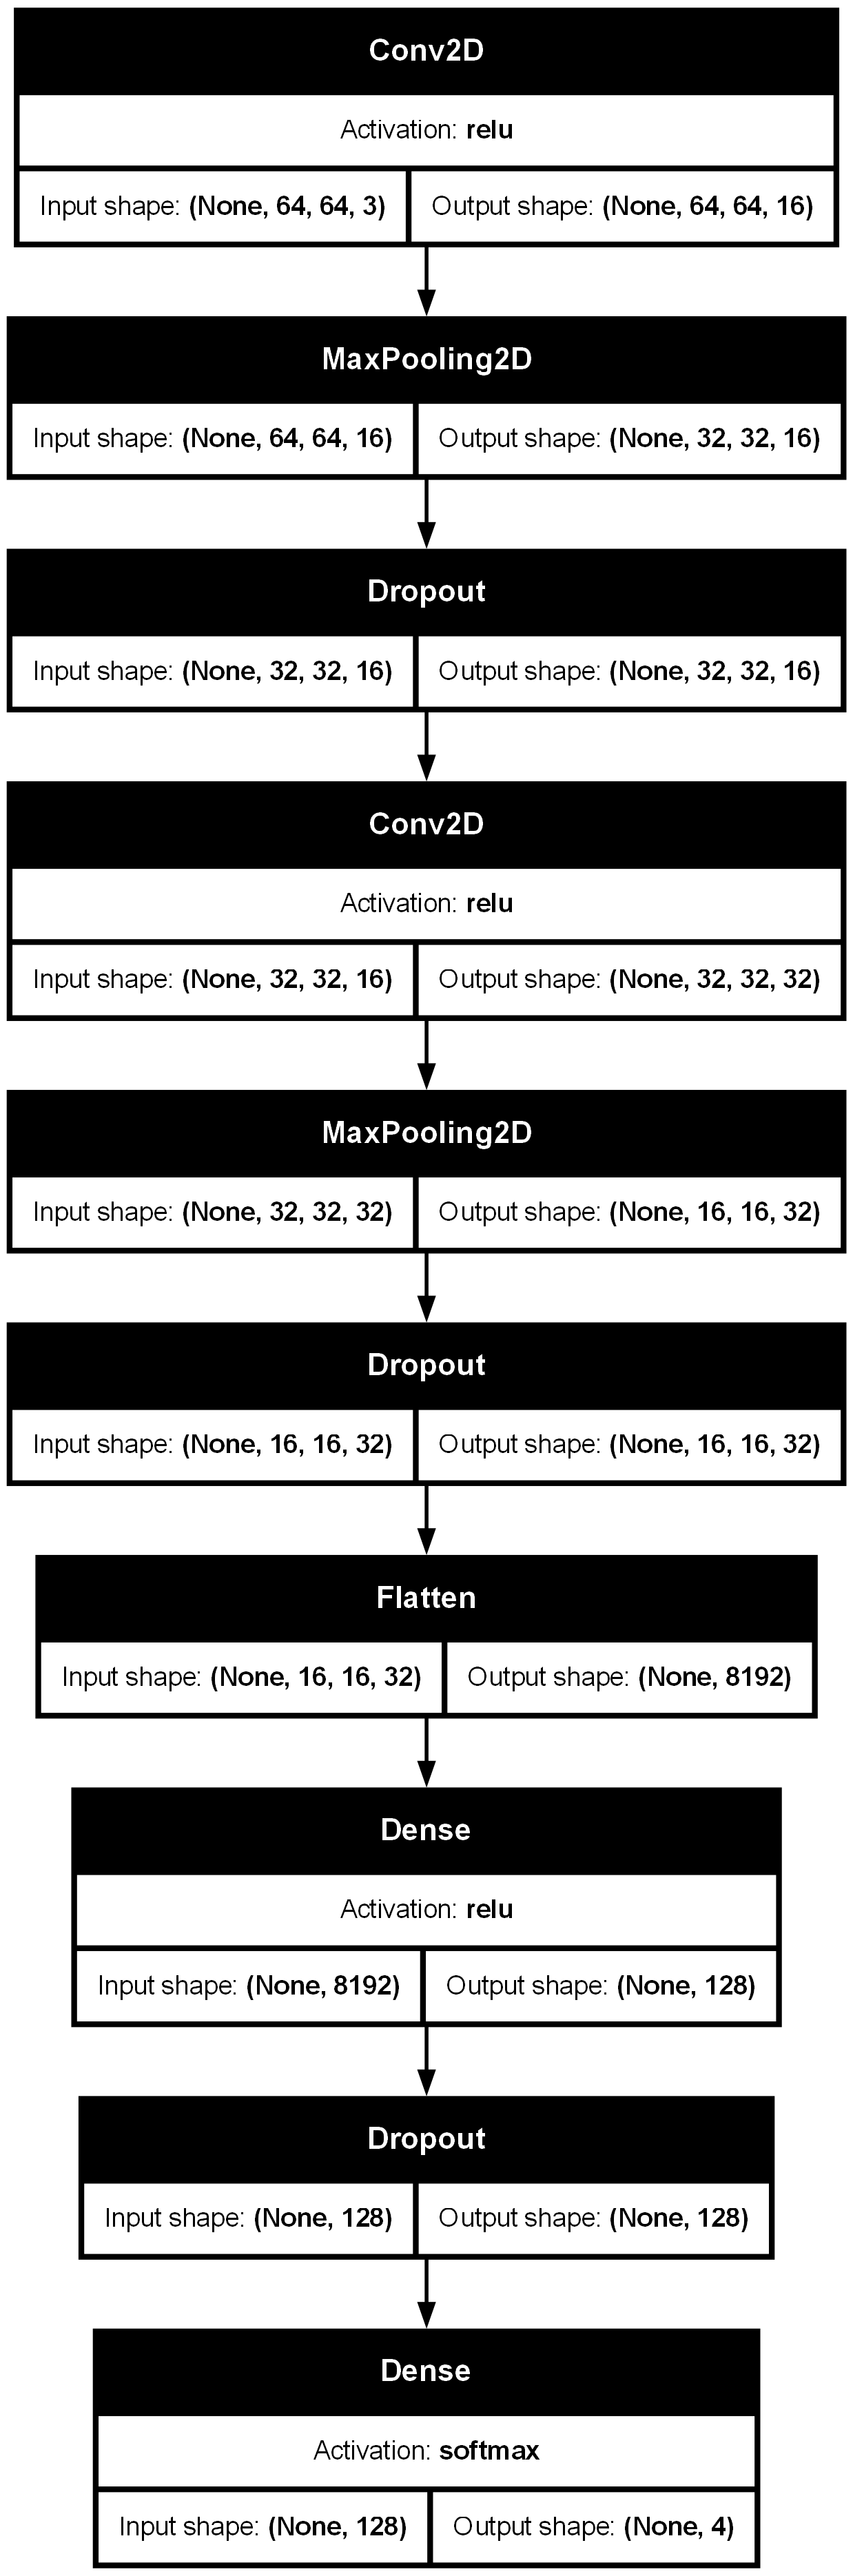 Conv2D
Activation: relu
Input shape: (None, 64, 64, 3) Output shape: (None, 64, 64, 16)
MaxPooling2D
Input shape: (None, 64, 64, 16) Output shape: (None, 32, 32, 16)
Dropout
Input shape: (None, 32, 32, 16) Output shape: (None, 32, 32, 16)
Conv2D
Activation: relu
Input shape: (None, 32, 32, 16) Output shape: (None, 32, 32, 32)
MaxPooling2D
Input shape: (None, 32, 32, 32) Output shape: (None, 16, 16, 32)
Dropout
Input shape: (None, 16, 16, 32) Output shape: (None, 16, 16, 32)
Flatten
Input shape: (None, 16, 16, 32) Output shape: (None, 8192)
Dense
Activation: relu
Input shape: (None, 8192) Output shape: (None, 128)
Dropout
Input shape: (None, 128) Output shape: (None, 128)
Dense
Activation: softmax
Input shape: (None, 128) Output shape: (None, 4)